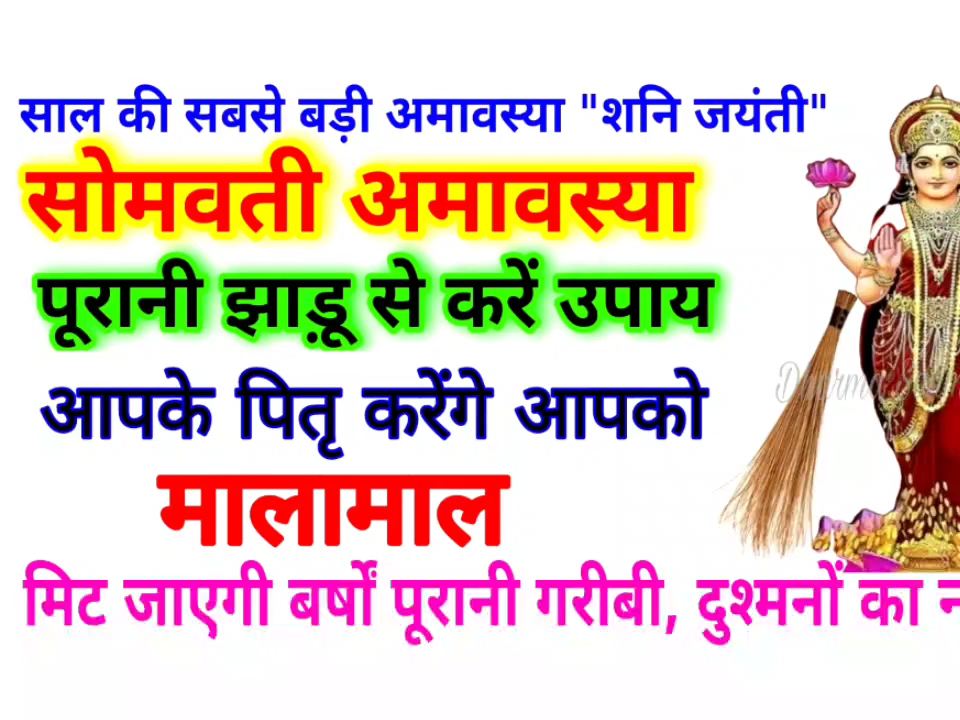 साल की सबसे बड़ी अमावस्या "शनि जयंती"
सोमवती अमावस्या
पूरानी झाड़ू से करें उपाय
आपके पितृ करेंगे आपको
मालामाल
मिट जाएगी बर्षों पूरानी गरीबी, दुश्मनों का